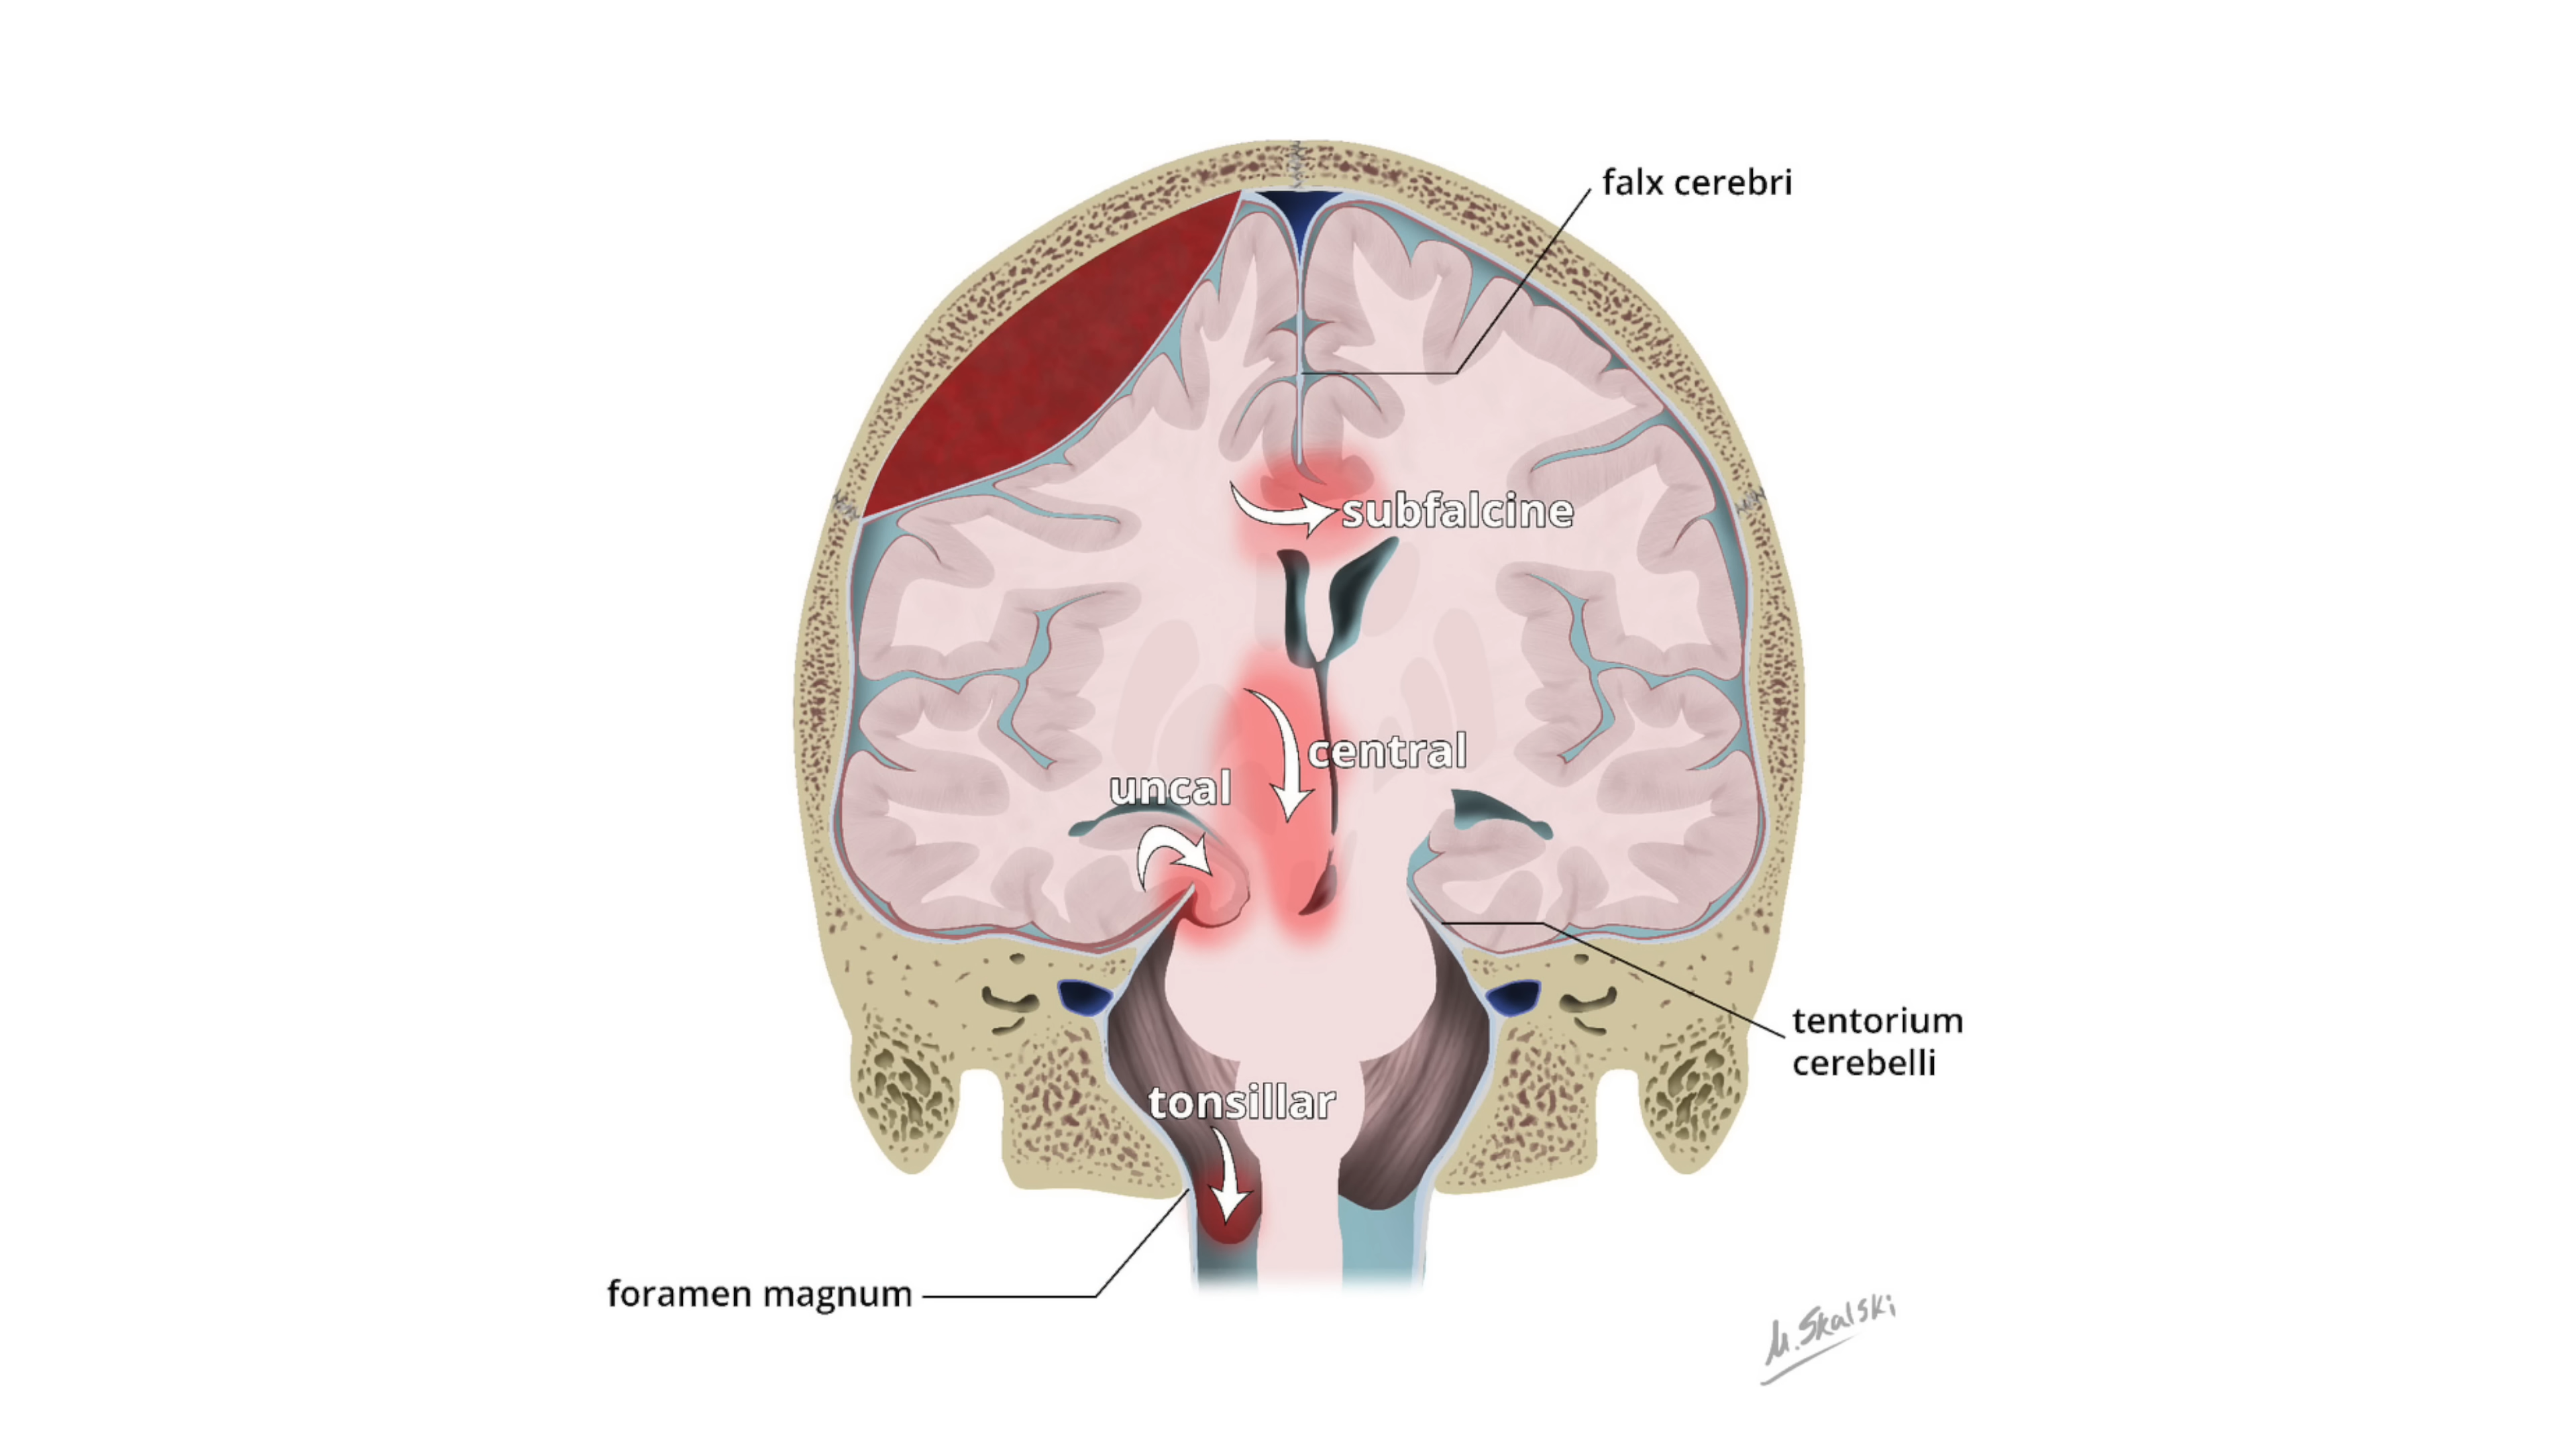 falx cerebri
subfalcine
central
uncal
tentorium
cerebelli
tonsillar
foramen magnum
M. Skalski